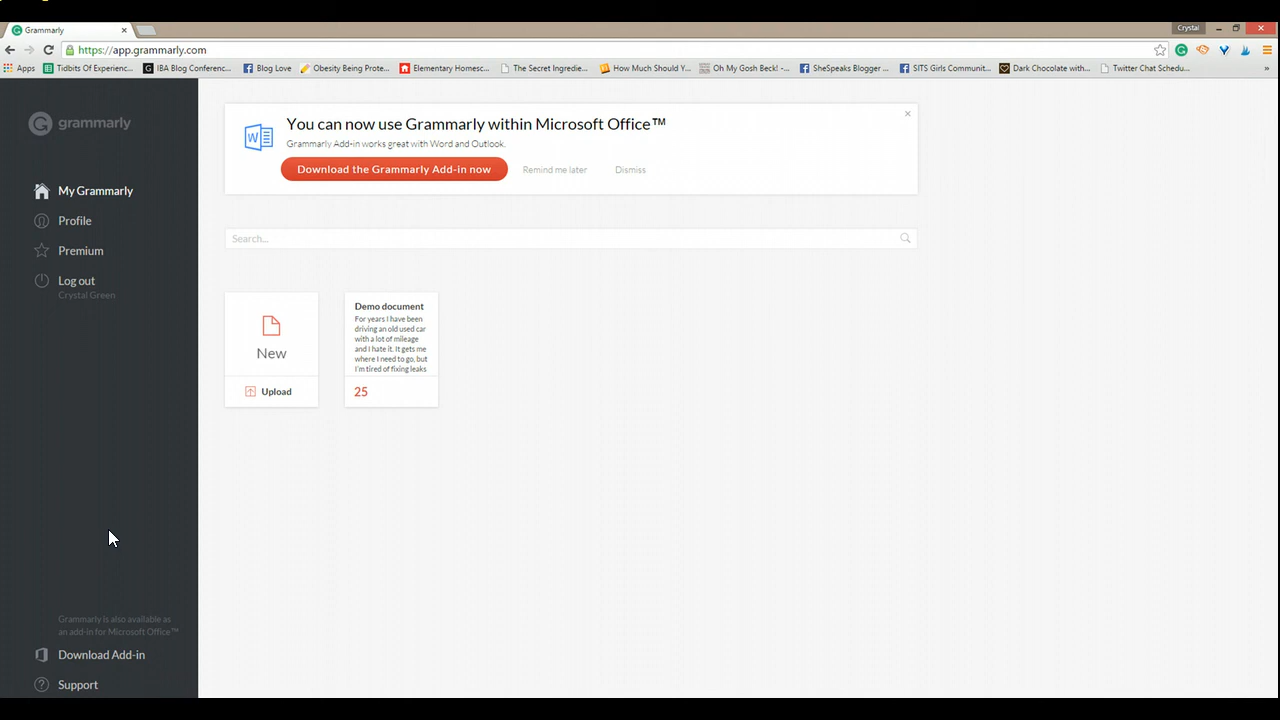 Grammarly
Crystal
https://app.grammarly.com
Apps
Tidbits Of Experienc...
IBA Blog Conferenc...
Blog Love
Obesity Being Prote...
Elementary Homesc...
The Secret Ingredie...
How Much Should Y...
Oh My Gosh Beck! -...
SheSpeaks Blogger ...
SITS Girls Communit...
Dark Chocolate with...
Twitter Chat Schedu...
grammarly
My Grammarly
Profile
Premium
Log out
Crystal Green
Grammarly is also available as
an add-in for Microsoft Office™
Download Add-in
Support
You can now use Grammarly within Microsoft Office™
Grammarly Add-in works great with Word and Outlook.
Download the Grammarly Add-in now
Remind me later
Dismiss
Search...
New
Upload
Demo document
For years I have been
driving an old used car
with a lot of mileage
and I hate it. It gets me
where I need to go, but
I'm tired of fixing leaks
25